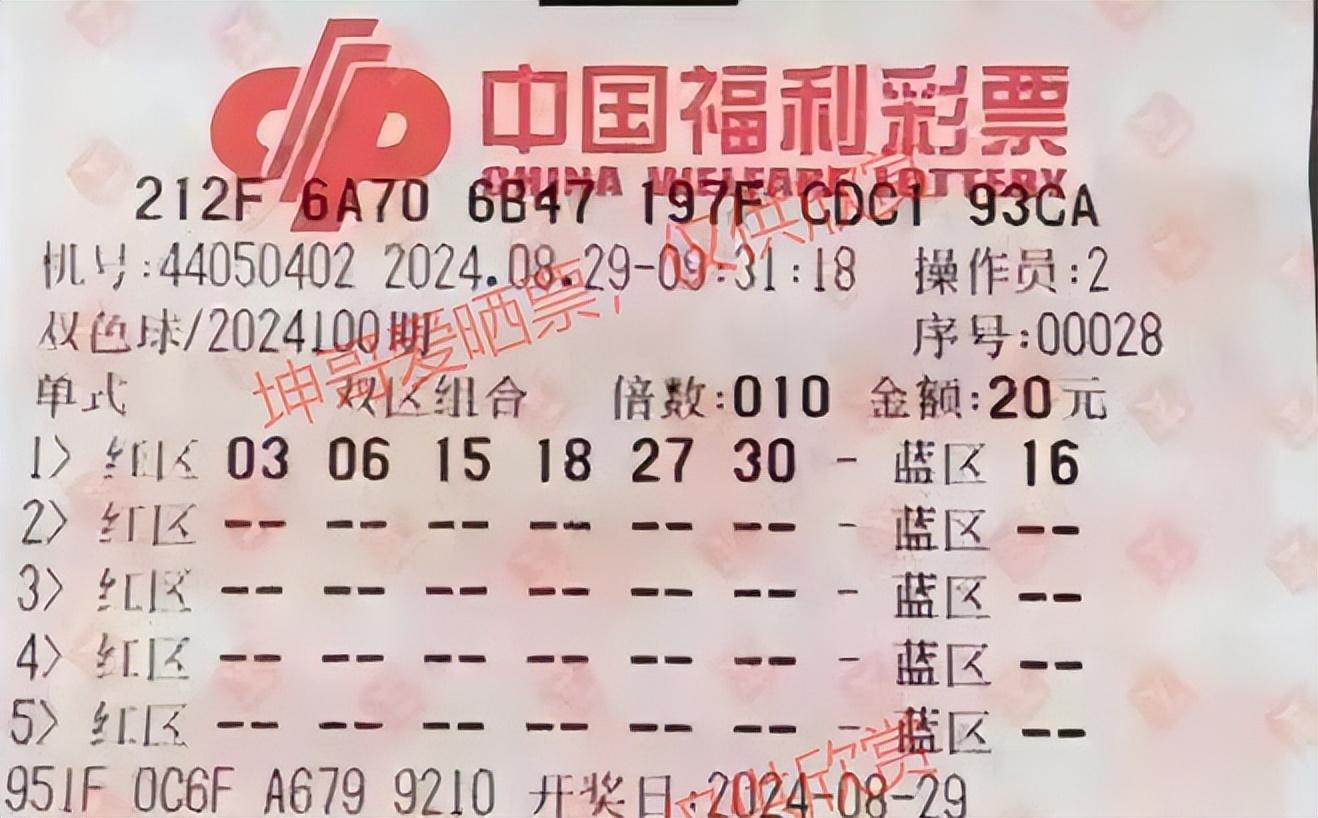 中国福利彩票
CHINA WELFARE LOTTERY
212F 6A70 6B47 197F CDC1 93CA
机号:44050402 2024.08.29-09:31:18 操作员:2
双色球/2024100期 序号:00028
坤哥爱晒票，仅供欣赏
单式 双区组合 倍数:010 金额:20元
1> 红区 03 06 15 18 27 30 - 蓝区 16
2> 红区 -- -- -- -- -- -- - 蓝区 --
3> 红区 -- -- -- -- -- -- - 蓝区 --
4> 红区 -- -- -- -- -- -- - 蓝区 --
5> 红区 -- -- -- -- -- -- - 蓝区 --
951F 0C6F A679 9210 开奖日:2024-08-29
欣赏